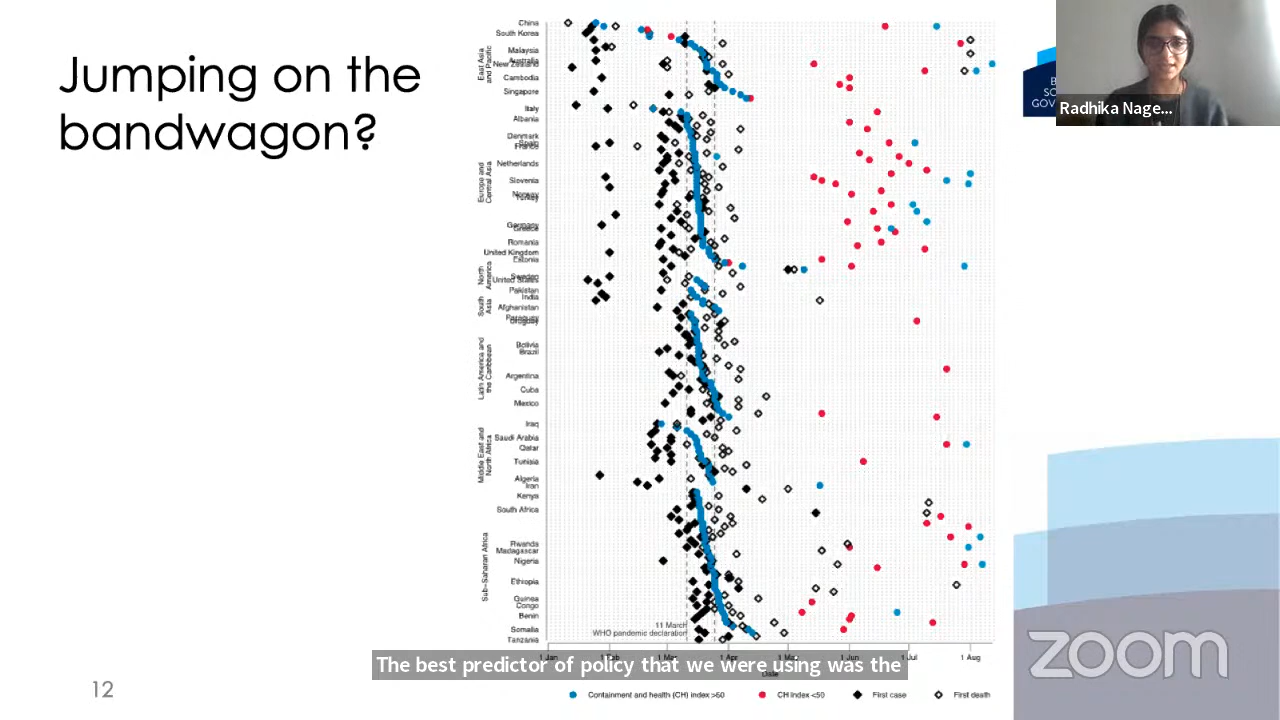 Jumping on the
bandwagon?
China
South Korea
Malaysia
Australia
New Zealand
Cambodia
Singapore
East Asia
and Pacific
Italy
Albania
Denmark
Spain
France
Netherlands
Slovenia
Norway
Turkey
Germany
Greece
Romania
United Kingdom
Estonia
Sweden
Europe and
Central Asia
United States
North
America
Pakistan
India
Afghanistan
South
Asia
Paraguay
Uruguay
Bolivia
Brazil
Argentina
Cuba
Mexico
Latin America and
the Caribbean
Iraq
Saudi Arabia
Qatar
Tunisia
Algeria
Iran
Middle East and
North Africa
Kenya
South Africa
Rwanda
Madagascar
Nigeria
Ethiopia
Guinea
Congo
Benin
Somalia
Tanzania
Sub-Saharan Africa
11 March
WHO pandemic declaration
1 Jan
1 Feb
1 Mar
1 Apr
1 May
1 Jun
1 Jul
1 Aug
Date
Containment and health (CH) index >60
CH index <50
First case
First death
The best predictor of policy that we were using was the
12
Radhika Nage...
zoom